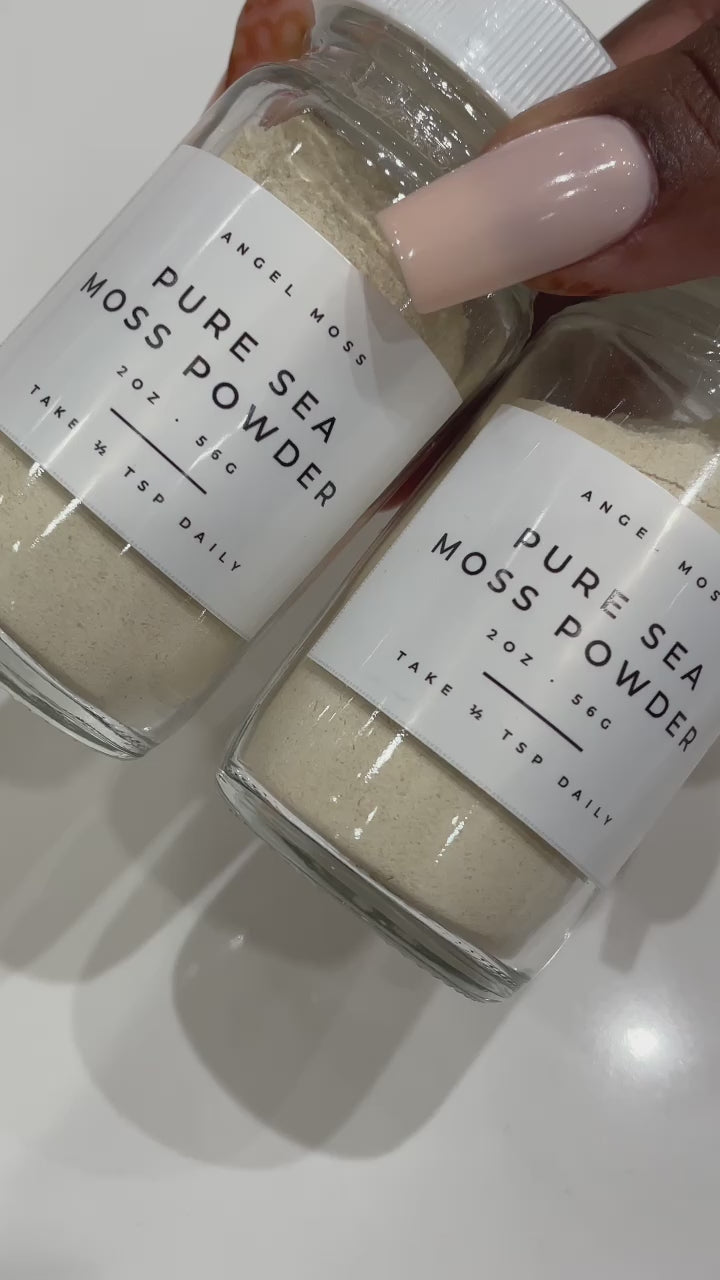 ANGEL MOSS
PURE SEA
MOSS POWDER
2OZ . 56G
TAKE ½ TSP DAILY
ANGEL MOS
PURE SEA
MOSS POWDER
2OZ . 56G
TAKE ½ TSP DAILY